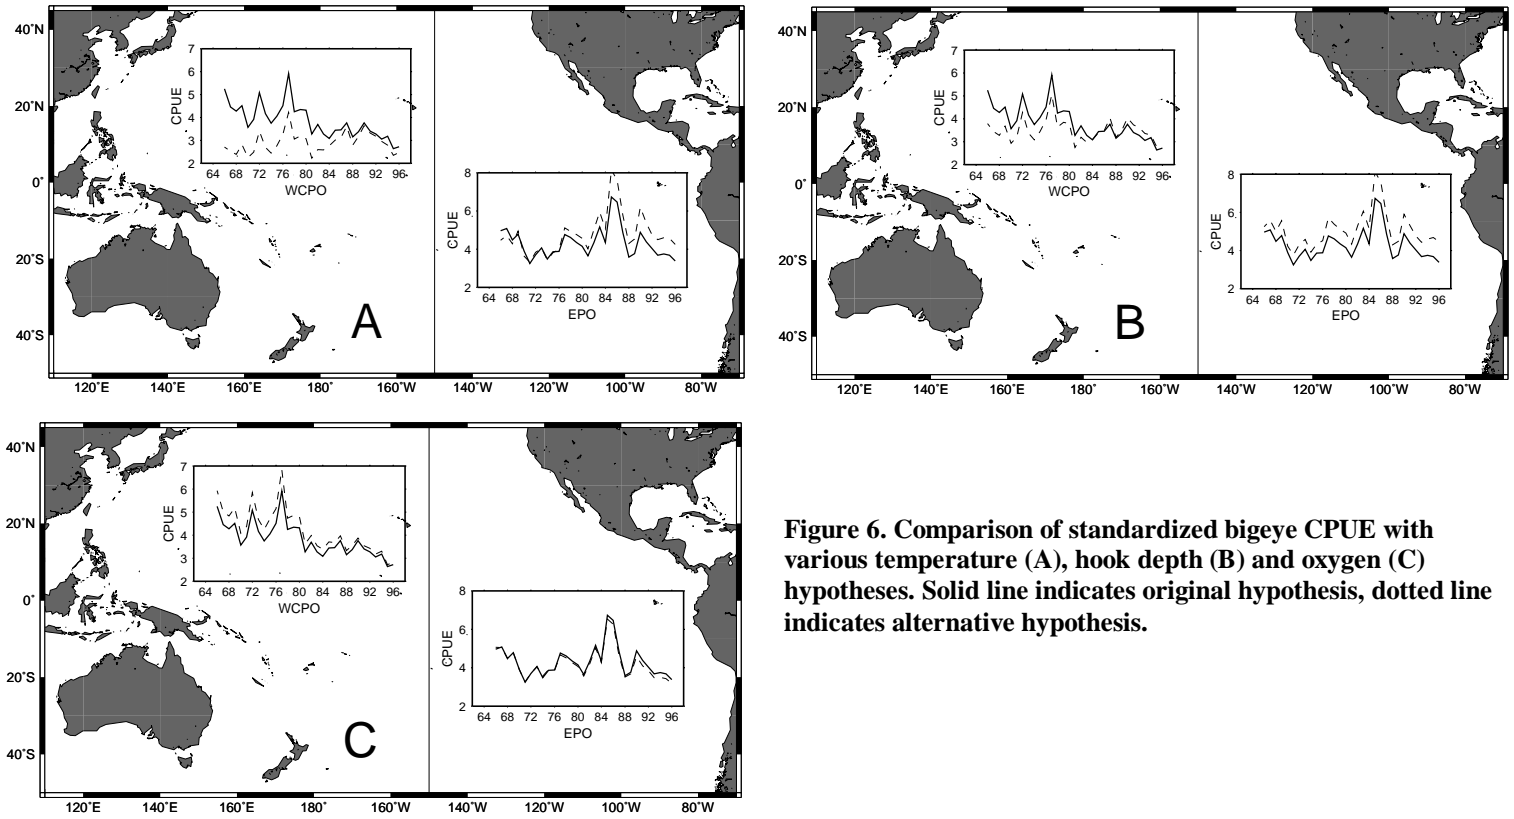 40°N
20°N
0°
20°S
40°S
120°E
140°E
160°E
180°
160°W
140°W
120°W
100°W
80°W
7
6
5
4
3
2
CPUE
64 68 72 76 80 84 88 92 96
WCPO
8
6
4
2
CPUE
64 68 72 76 80 84 88 92 96
EPO
A
40°N
20°N
0°
20°S
40°S
120°E
140°E
160°E
180°
160°W
140°W
120°W
100°W
80°W
7
6
5
4
3
2
CPUE
64 68 72 76 80 84 88 92 96
WCPO
8
6
4
2
CPUE
64 68 72 76 80 84 88 92 96
EPO
B
40°N
20°N
0°
20°S
40°S
120°E
140°E
160°E
180°
160°W
140°W
120°W
100°W
80°W
7
6
5
4
3
2
CPUE
64 68 72 76 80 84 88 92 96
WCPO
8
6
4
2
CPUE
64 68 72 76 80 84 88 92 96
EPO
C
Figure 6. Comparison of standardized bigeye CPUE with
various temperature (A), hook depth (B) and oxygen (C)
hypotheses. Solid line indicates original hypothesis, dotted line
indicates alternative hypothesis.